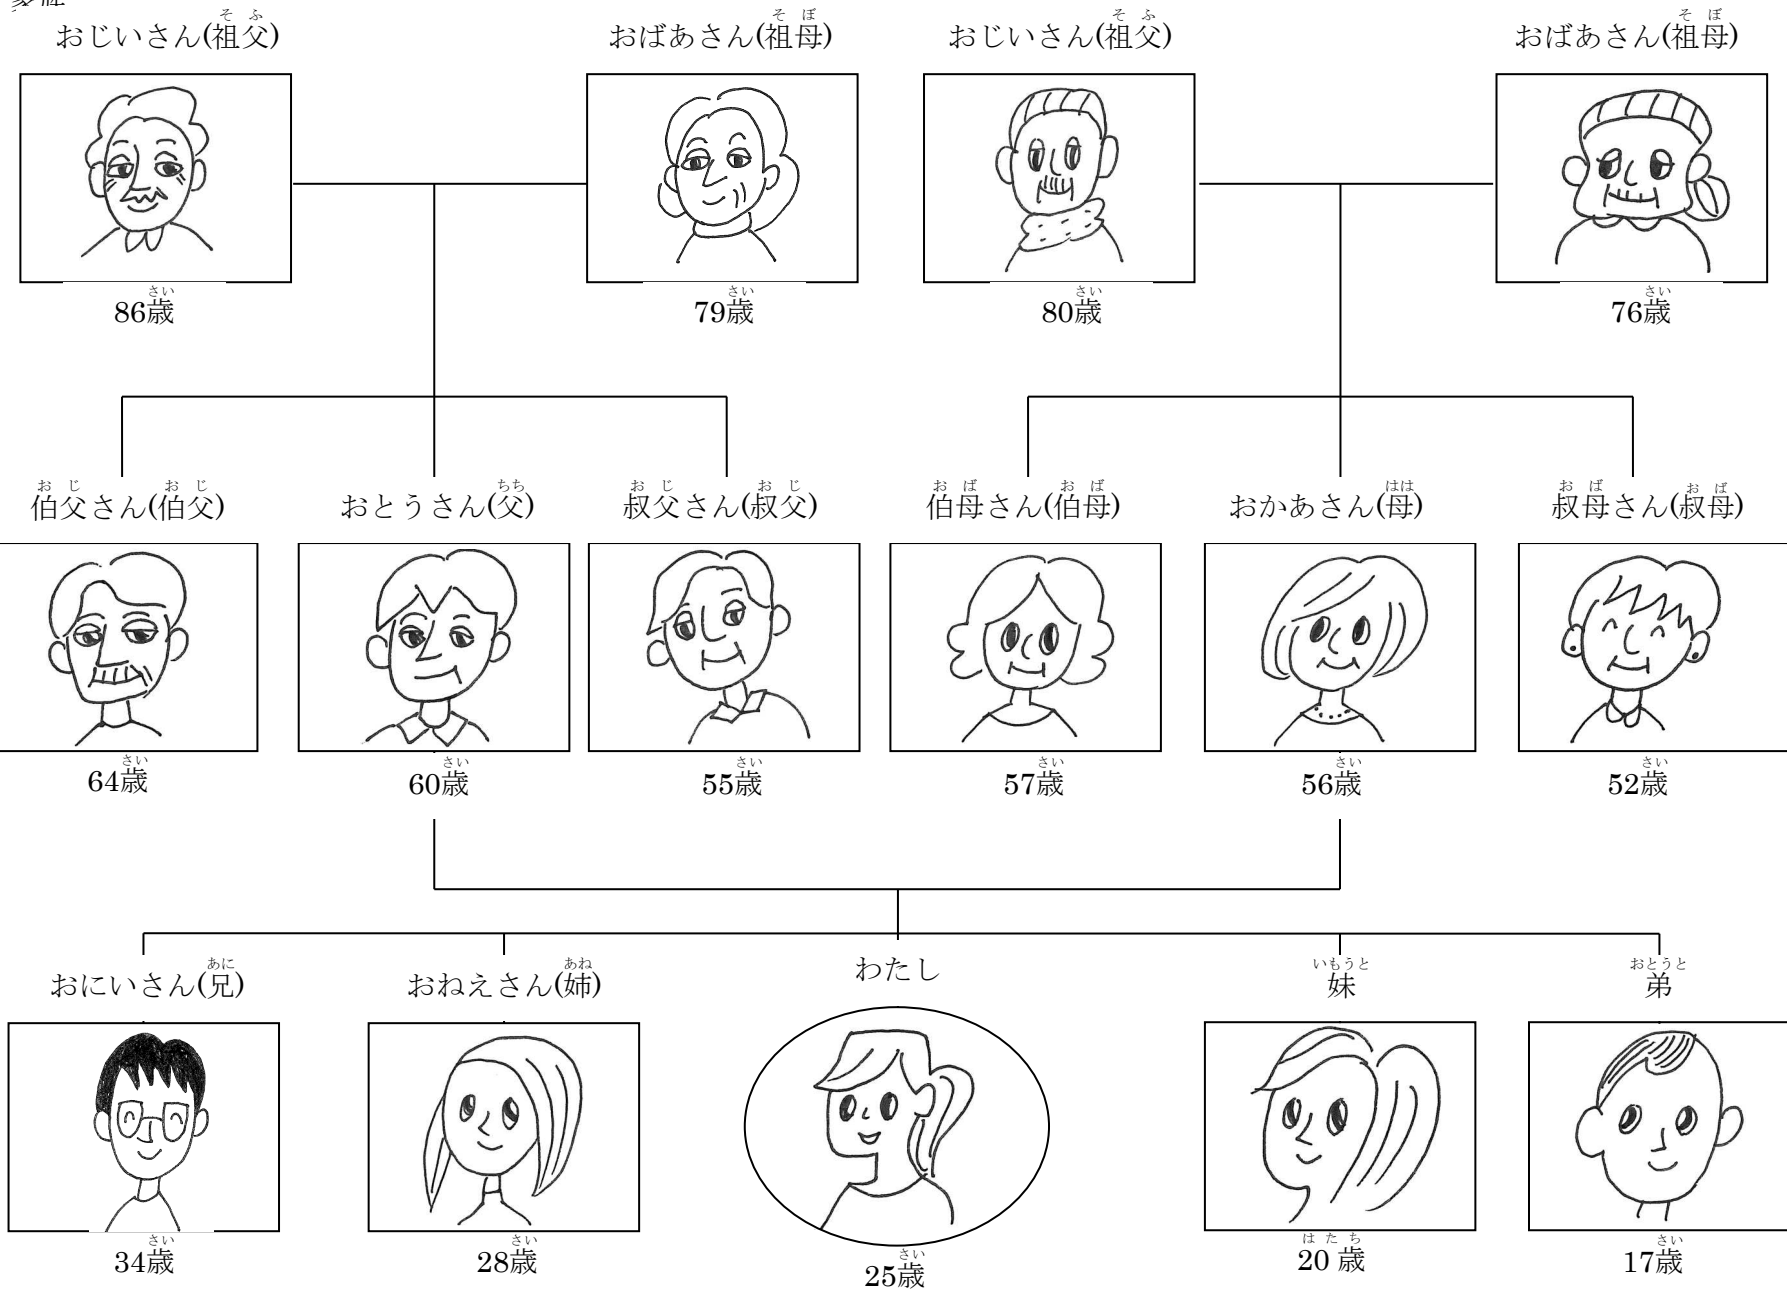 おじいさん(祖父) おばあさん(祖母) おじいさん(祖父) おばあさん(祖母)
86歳 79歳 80歳 76歳
伯父さん(伯父) おとうさん(父) 叔父さん(叔父) 伯母さん(伯母) おかあさん(母) 叔母さん(叔母)
64歳 60歳 55歳 57歳 56歳 52歳
おにいさん(兄) おねえさん(姉) わたし 妹 弟
34歳 28歳 25歳 20歳 17歳